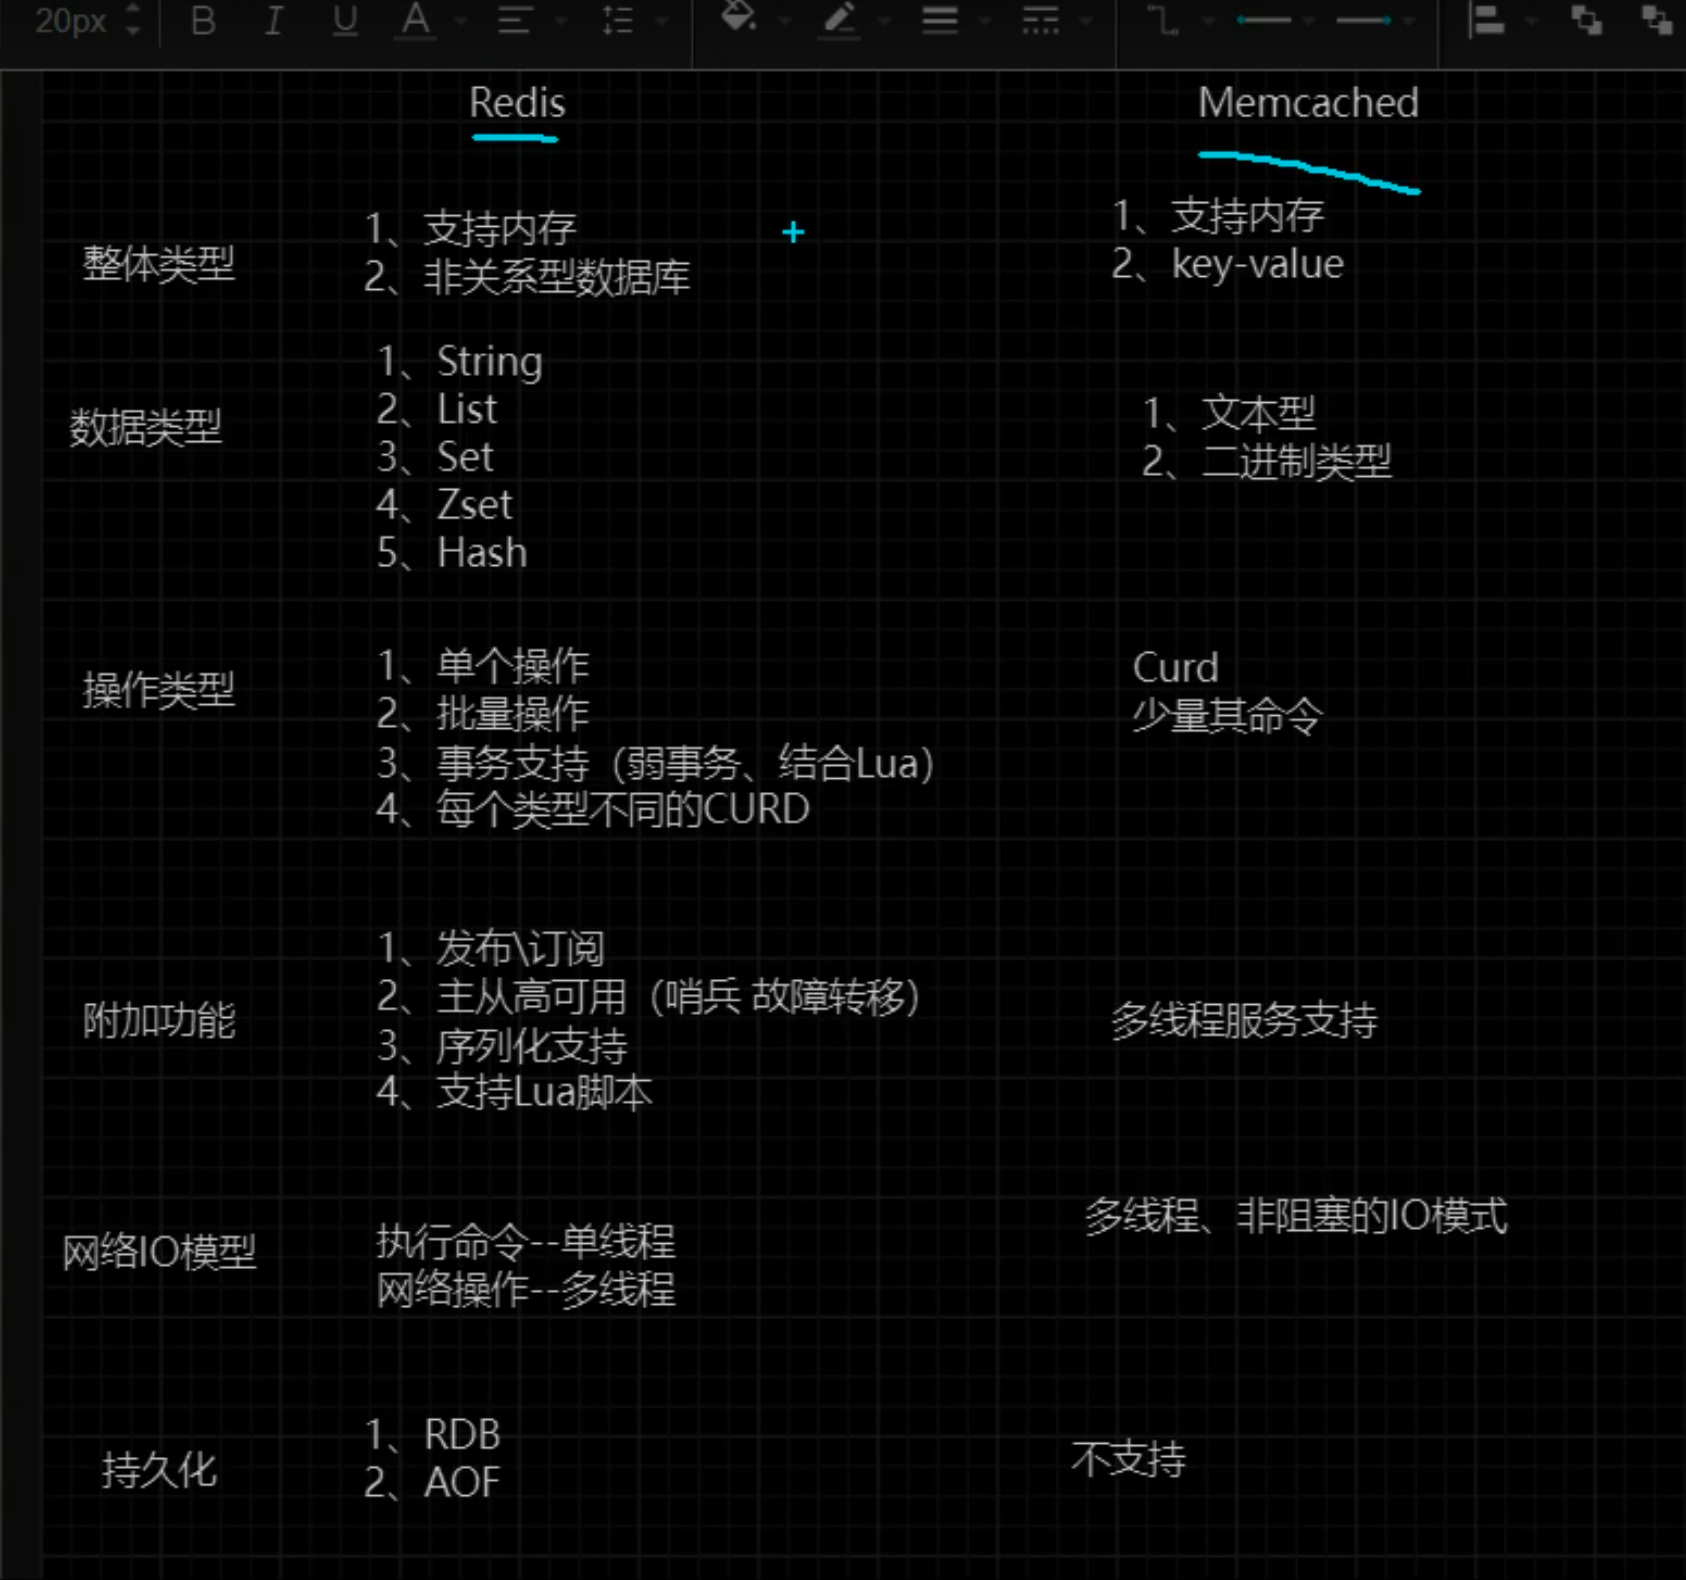 20px B I U A
Redis
Memcached
整体类型
1、支持内存
2、非关系型数据库
1、支持内存
2、key-value
数据类型
1、String
2、List
3、Set
4、Zset
5、Hash
1、文本型
2、二进制类型
操作类型
1、单个操作
2、批量操作
3、事务支持（弱事务、结合Lua）
4、每个类型不同的CURD
Curd
少量其命令
附加功能
1、发布\订阅
2、主从高可用（哨兵 故障转移）
3、序列化支持
4、支持Lua脚本
多线程服务支持
网络IO模型
执行命令--单线程
网络操作--多线程
多线程、非阻塞的IO模式
持久化
1、RDB
2、AOF
不支持